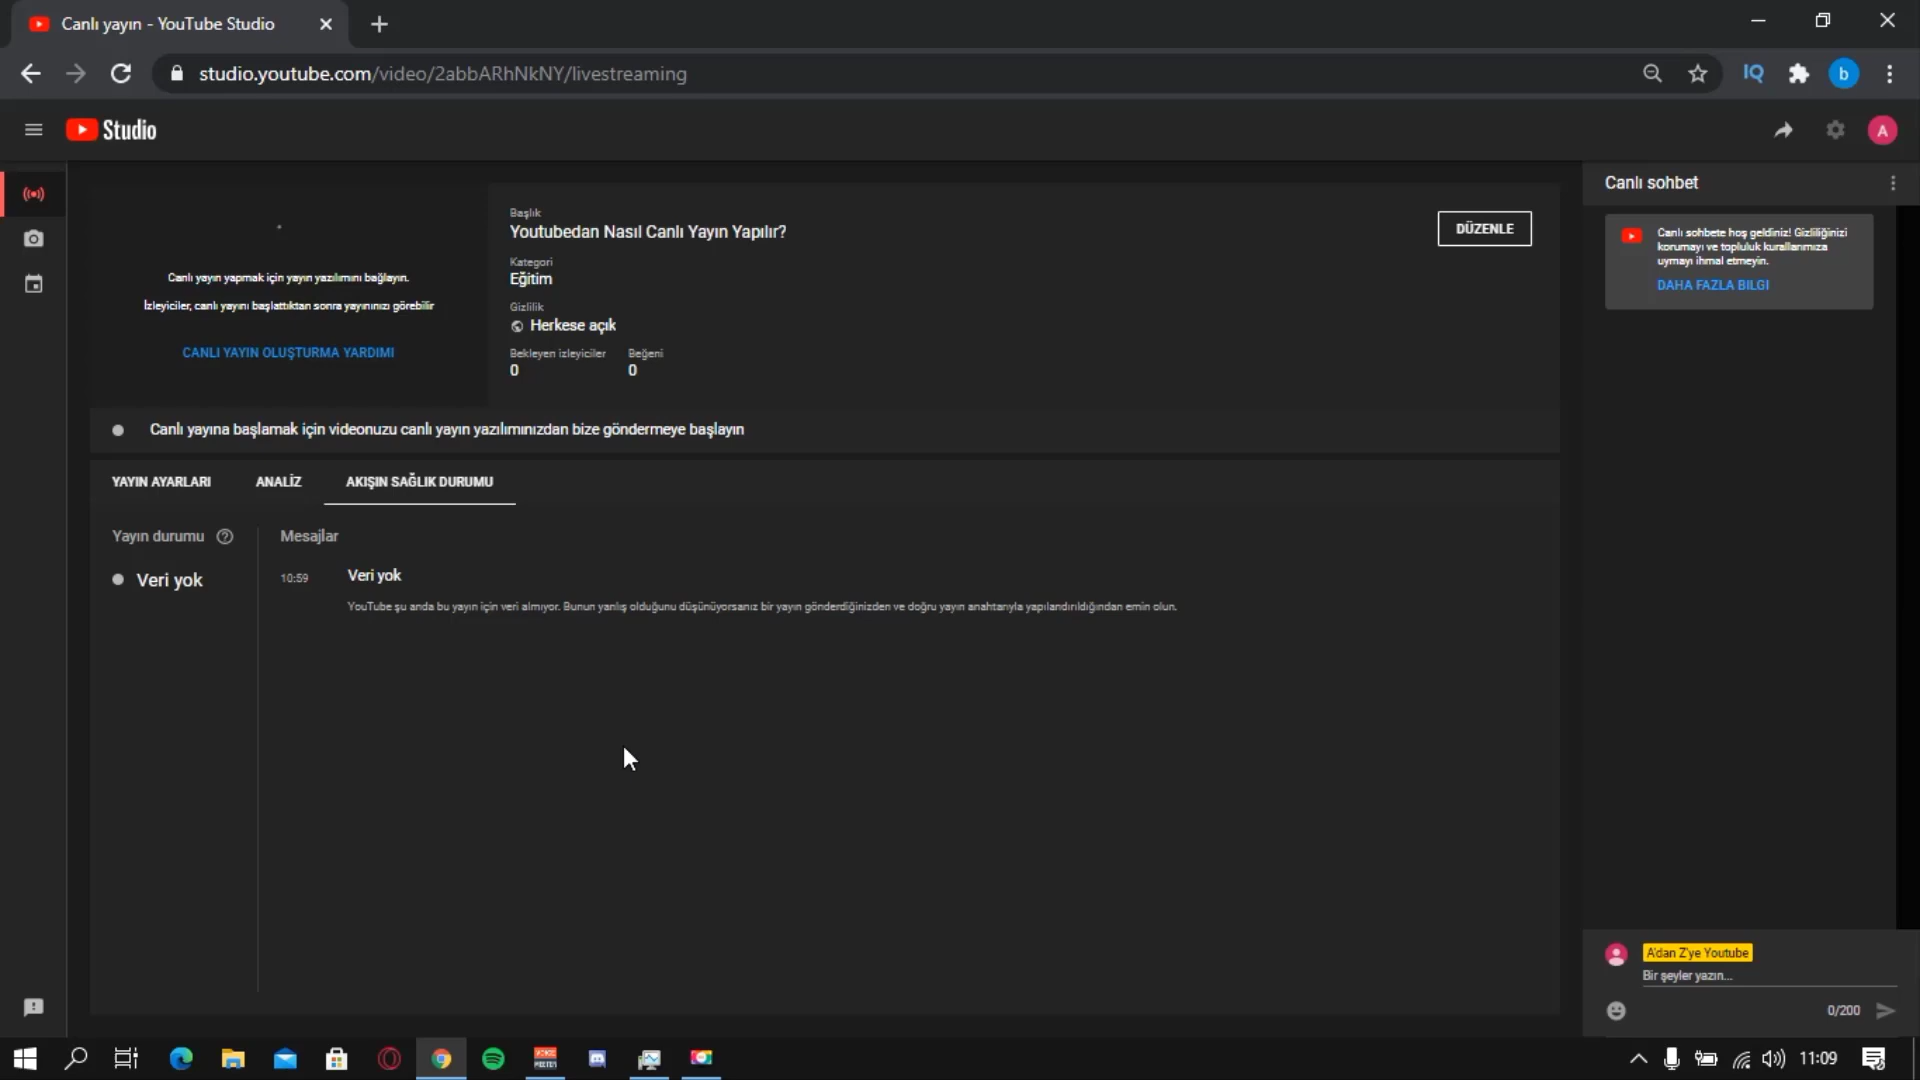 Canlı yayın - YouTube Studio
studio.youtube.com/video/2abbARhNkNY/livestreaming
IQ
b
Studio
A
Başlık
Youtubedan Nasıl Canlı Yayın Yapılır?
DÜZENLE
Kategori
Eğitim
Gizlilik
Herkese açık
Bekleyen izleyiciler Beğeni
0 0
Canlı yayın yapmak için yayın yazılımını bağlayın.
İzleyiciler, canlı yayını başlattıktan sonra yayınınızı görebilir
CANLI YAYIN OLUŞTURMA YARDIMI
Canlı yayına başlamak için videonuzu canlı yayın yazılımınızdan bize göndermeye başlayın
YAYIN AYARLARI ANALİZ AKIŞIN SAĞLIK DURUMU
Yayın durumu Mesajlar
Veri yok
10:59 Veri yok
YouTube şu anda bu yayın için veri almıyor. Bunun yanlış olduğunu düşünüyorsanız bir yayın gönderdiğinizden ve doğru yayın anahtarıyla yapılandırıldığından emin olun.
Canlı sohbet
Canlı sohbete hoş geldiniz! Gizliliğinizi
korumayı ve topluluk kurallarımıza
uymayı ihmal etmeyin.
DAHA FAZLA BILGI
A'dan Z'ye Youtube
Bir şeyler yazın...
0/200
11:09